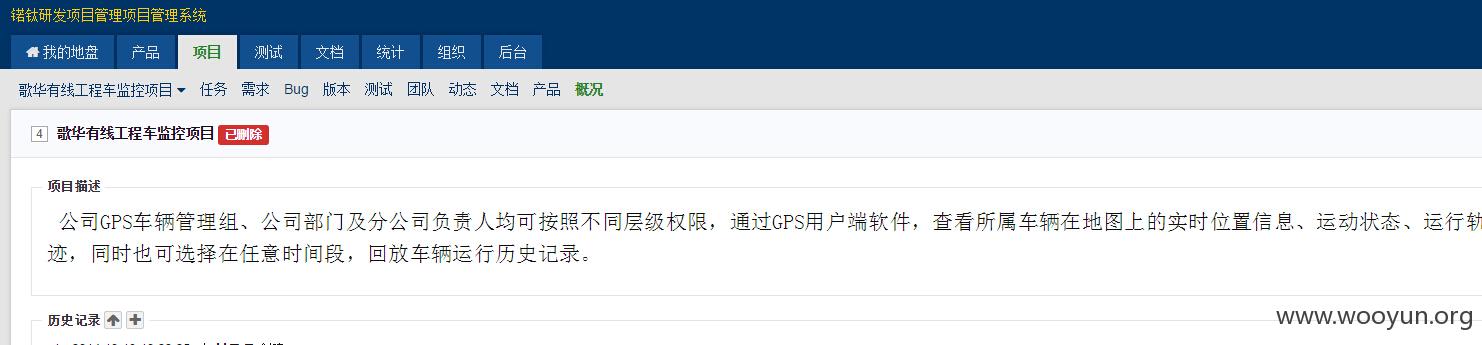 锘钛研发项目管理项目管理系统
我的地盘 产品 项目 测试 文档 统计 组织 后台
歌华有线工程车监控项目 任务 需求 Bug 版本 测试 团队 动态 文档 产品 概况
4 歌华有线工程车监控项目 已删除
项目描述
公司GPS车辆管理组、公司部门及分公司负责人均可按照不同层级权限，通过GPS用户端软件，查看所属车辆在地图上的实时位置信息、运动状态、运行轨
迹，同时也可选择在任意时间段，回放车辆运行历史记录。
历史记录
www.wooyun.org